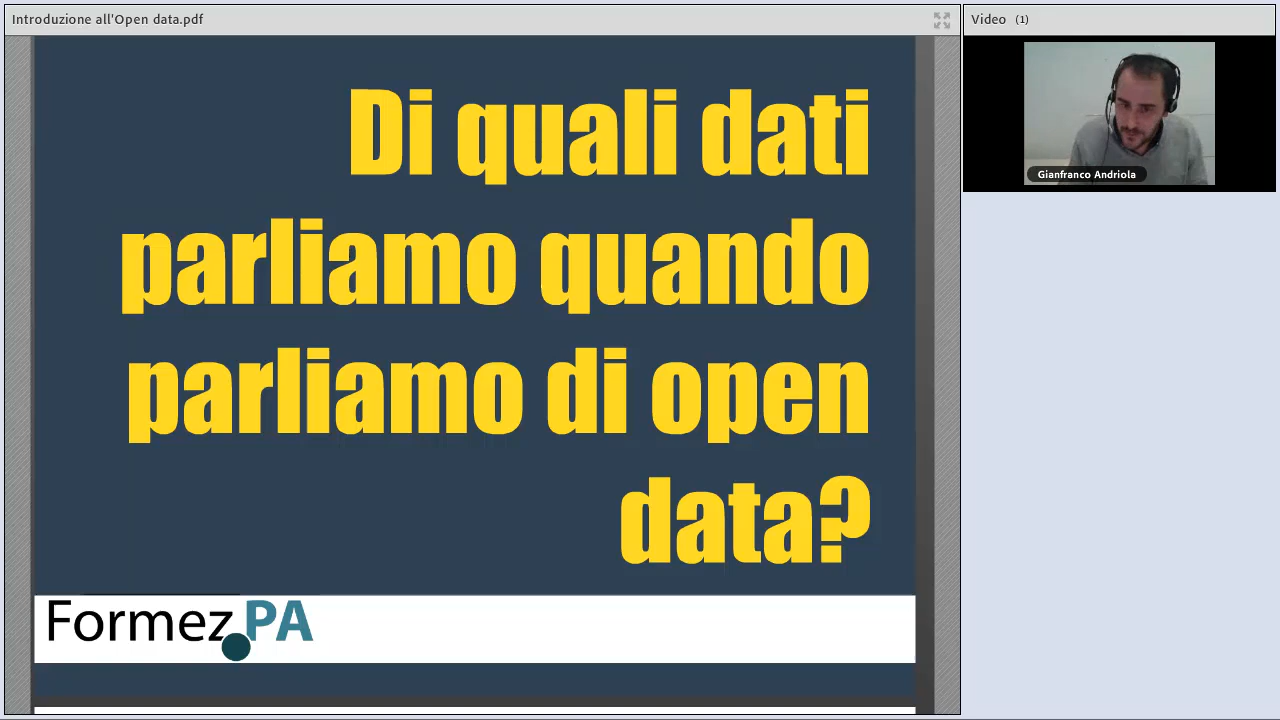 Introduzione all'Open data.pdf
Video (1)
Di quali dati
parliamo quando
parliamo di open
data?
Gianfranco Andriola
Formez PA